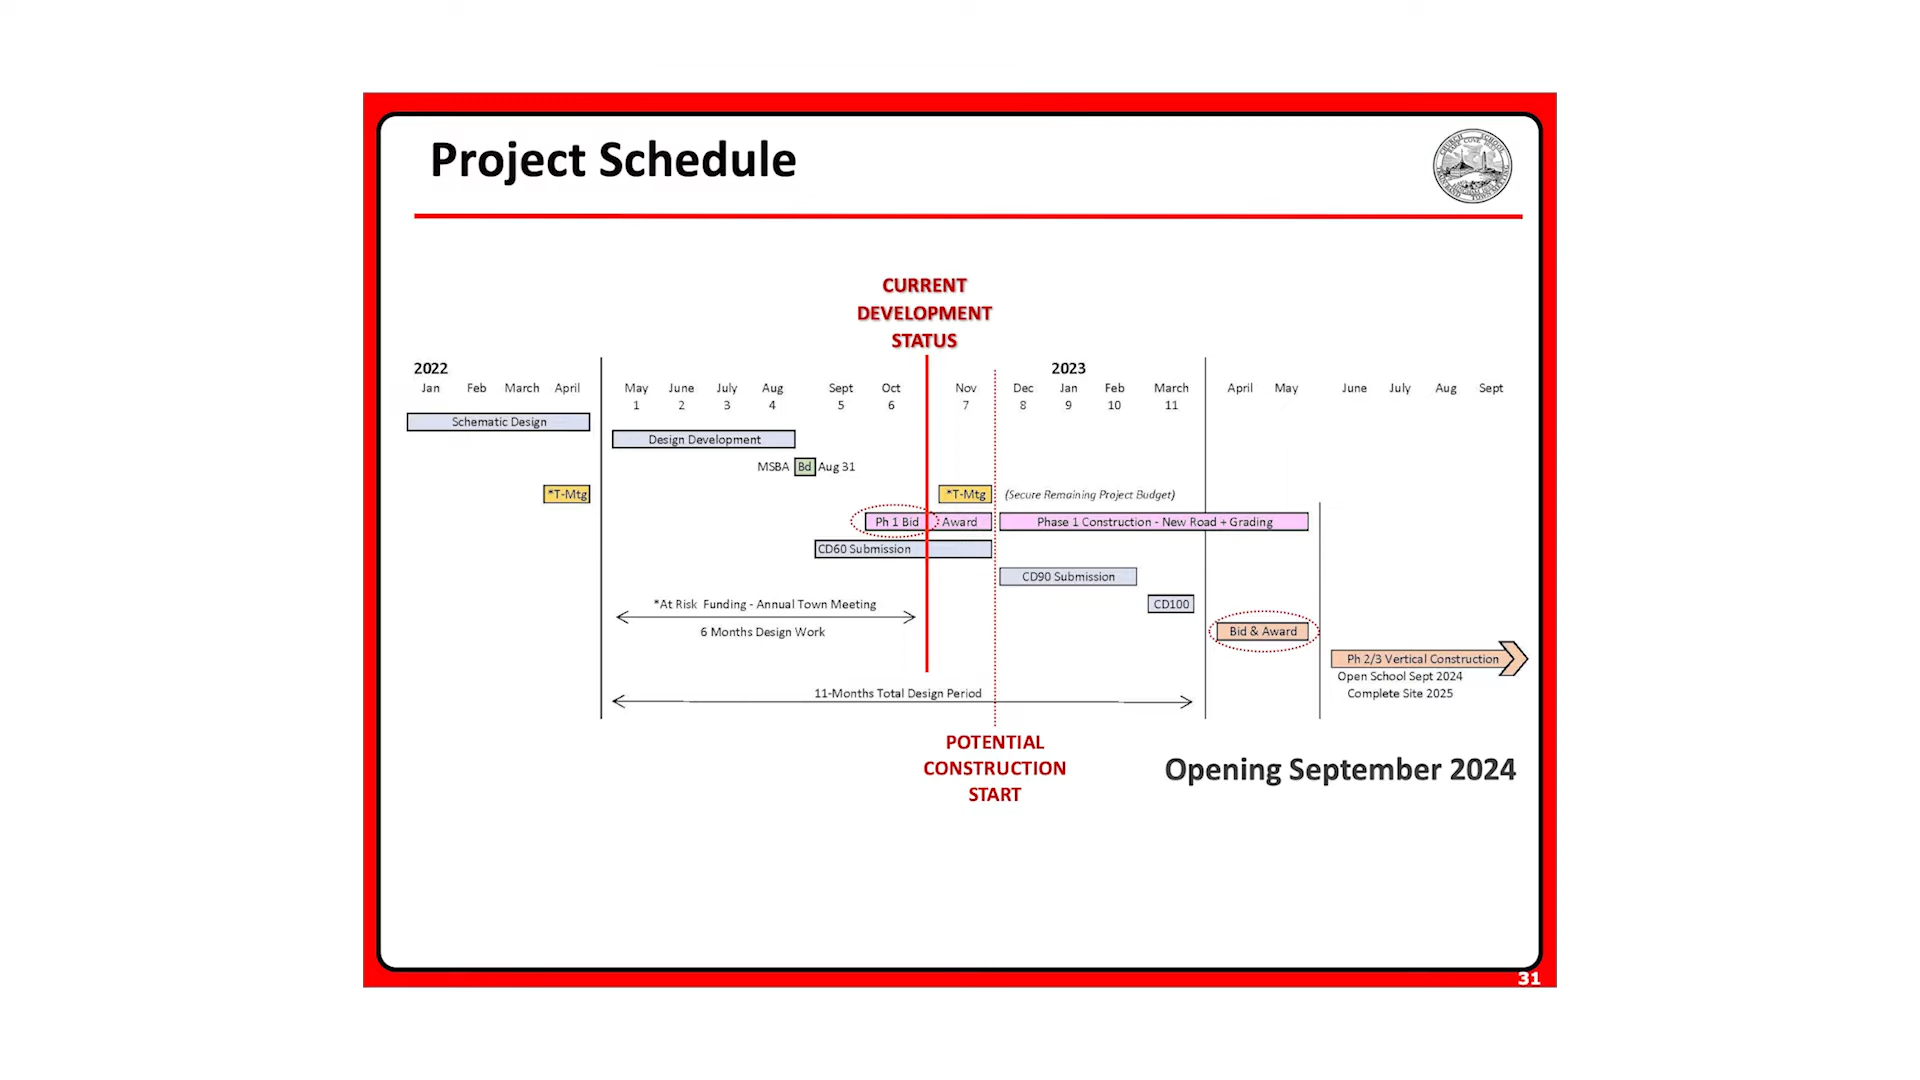 Project Schedule
CURRENT
DEVELOPMENT
STATUS
2022
2023
Jan Feb March April May June July Aug Sept Oct Nov Dec Jan Feb March April May June July Aug Sept
1 2 3 4 5 6 7 8 9 10 11
Schematic Design
Design Development
MSBA Bd Aug 31
*T-Mtg
*T-Mtg (Secure Remaining Project Budget)
Ph 1 Bid Award Phase 1 Construction - New Road + Grading
CD60 Submission
CD90 Submission
*At Risk Funding - Annual Town Meeting
CD100
6 Months Design Work
Bid & Award
Ph 2/3 Vertical Construction
Open School Sept 2024
Complete Site 2025
11-Months Total Design Period
POTENTIAL
CONSTRUCTION
START
Opening September 2024
31